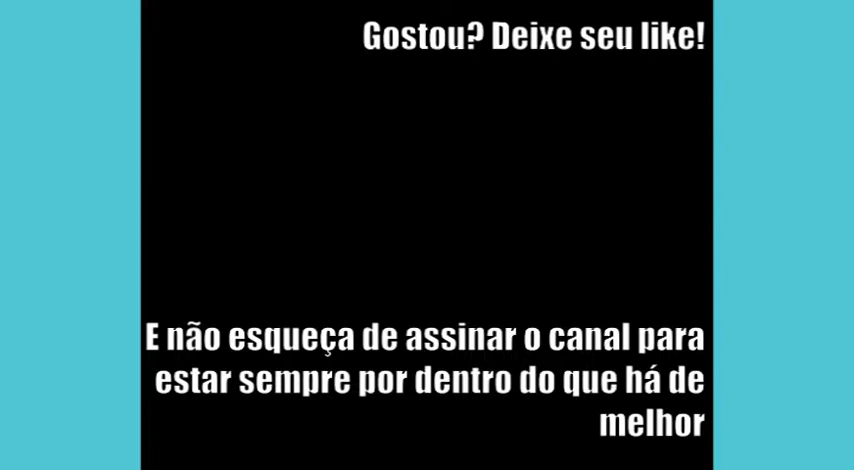 Gostou? Deixe seu like!
E não esqueça de assinar o canal para
estar sempre por dentro do que há de
melhor